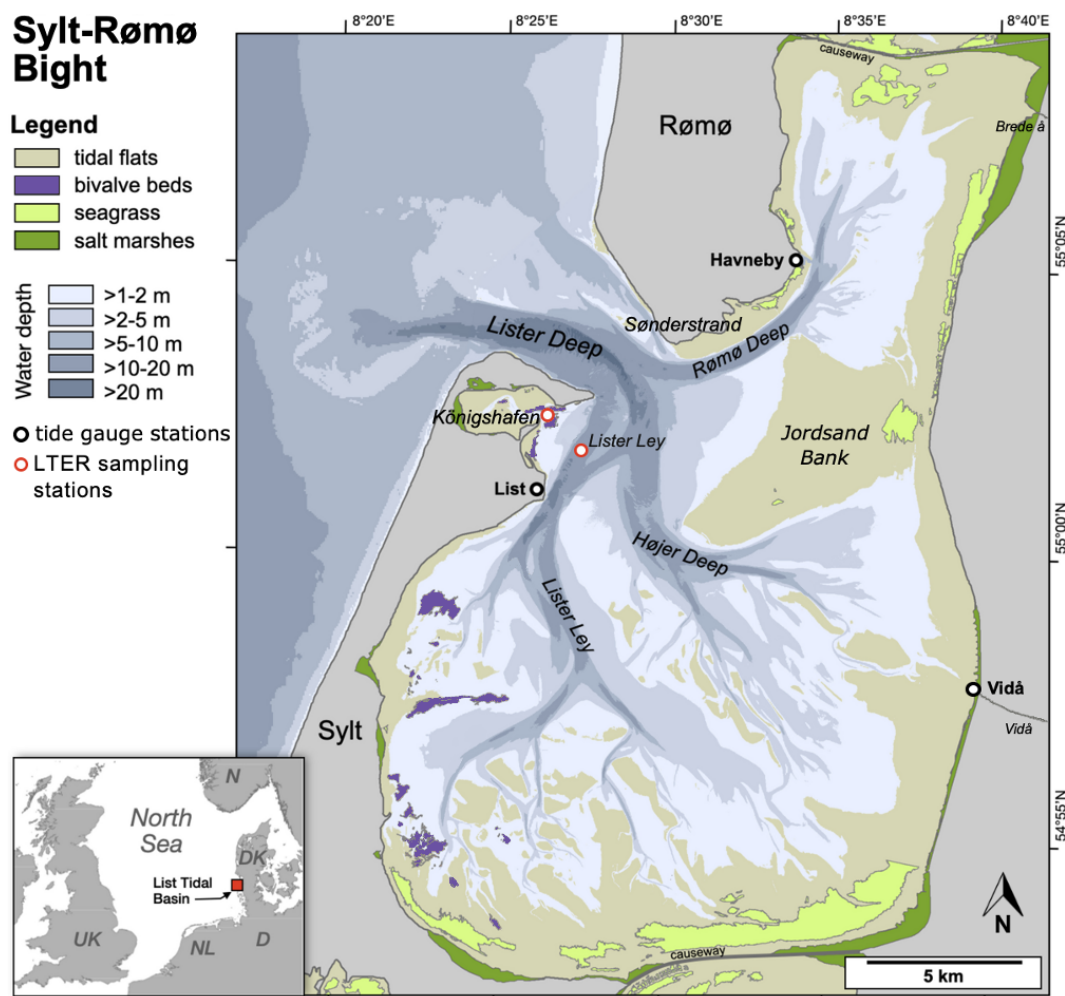 Sylt-Rømø
Bight
Legend
tidal flats
bivalve beds
seagrass
salt marshes
Water depth
>1-2 m
>2-5 m
>5-10 m
>10-20 m
>20 m
tide gauge stations
LTER sampling
stations
8°20'E
8°25'E
8°30'E
8°35'E
8°40'E
causeway
Rømø
Brede å
55°05'N
Havneby
Sønderstrand
Lister Deep
Rømø Deep
Königshafen
Lister Ley
Jordsand
Bank
List
55°00'N
Højer Deep
Lister Ley
Vidå
Vidå
Sylt
54°55'N
causeway
N
5 km
N
North
Sea
DK
List Tidal
Basin
UK
NL
D